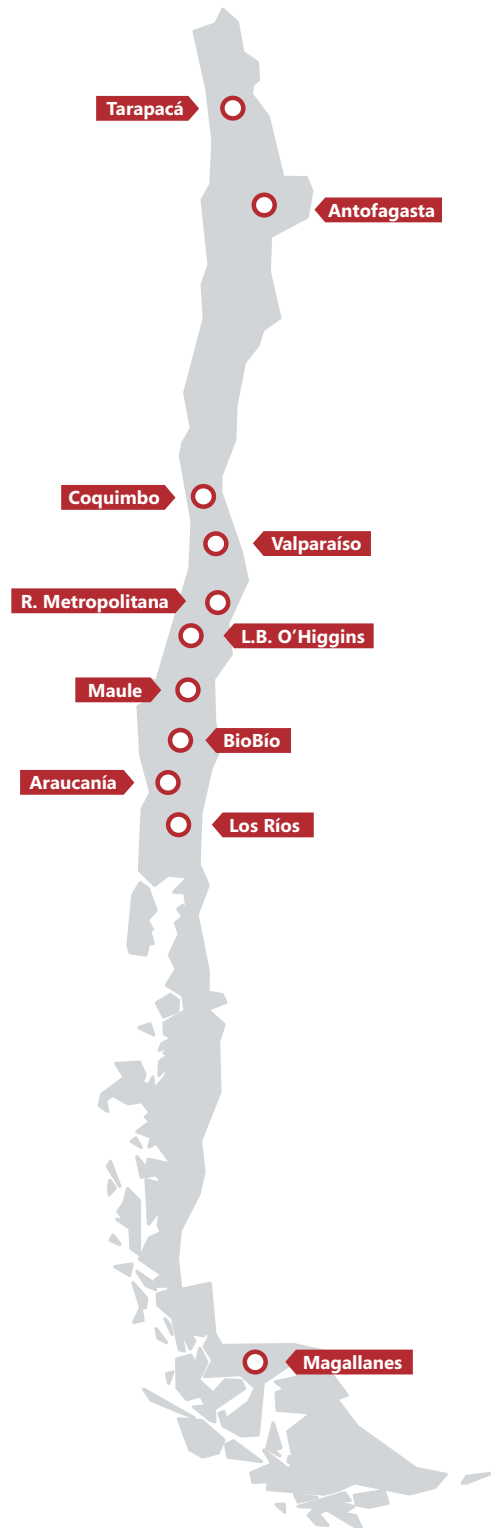 Tarapacá
Antofagasta
Coquimbo
Valparaíso
R. Metropolitana
L.B. O’Higgins
Maule
BioBío
Araucanía
Los Ríos
Magallanes